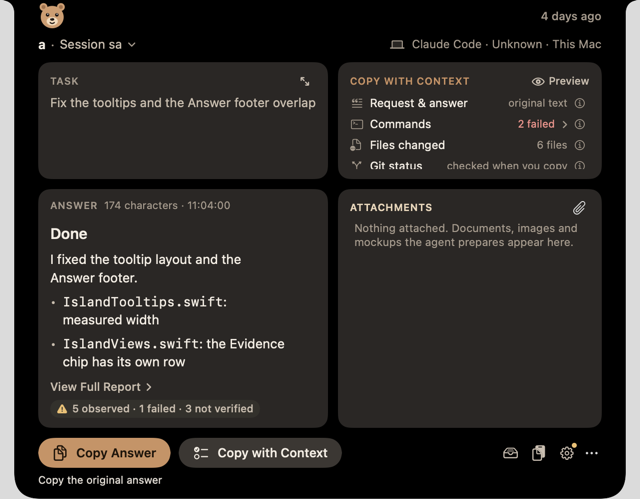 4 days ago
a · Session sa
Claude Code · Unknown · This Mac
TASK
Fix the tooltips and the Answer footer overlap
COPY WITH CONTEXT
Preview
Request & answer
original text
Commands
2 failed
Files changed
6 files
Git status
checked when you copy
ANSWER 174 characters · 11:04:00
Done
I fixed the tooltip layout and the
Answer footer.
• IslandTooltips.swift:
measured width
• IslandViews.swift: the Evidence
chip has its own row
View Full Report >
5 observed · 1 failed · 3 not verified
ATTACHMENTS
Nothing attached. Documents, images and
mockups the agent prepares appear here.
Copy Answer
Copy with Context
Copy the original answer